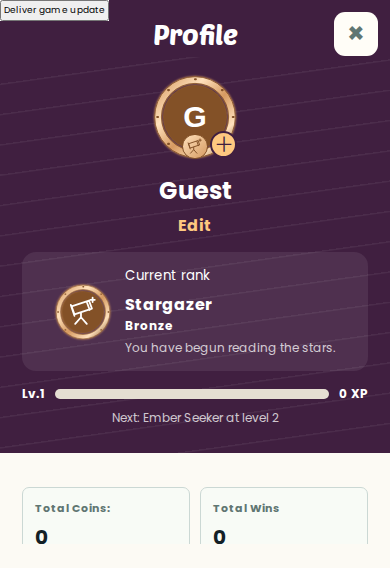 Deliver game update
Profile
✖
G
Guest
Edit
Current rank
Stargazer
Bronze
You have begun reading the stars.
Lv.1
0 XP
Next: Ember Seeker at level 2
Total Coins:
Total Wins
0
0